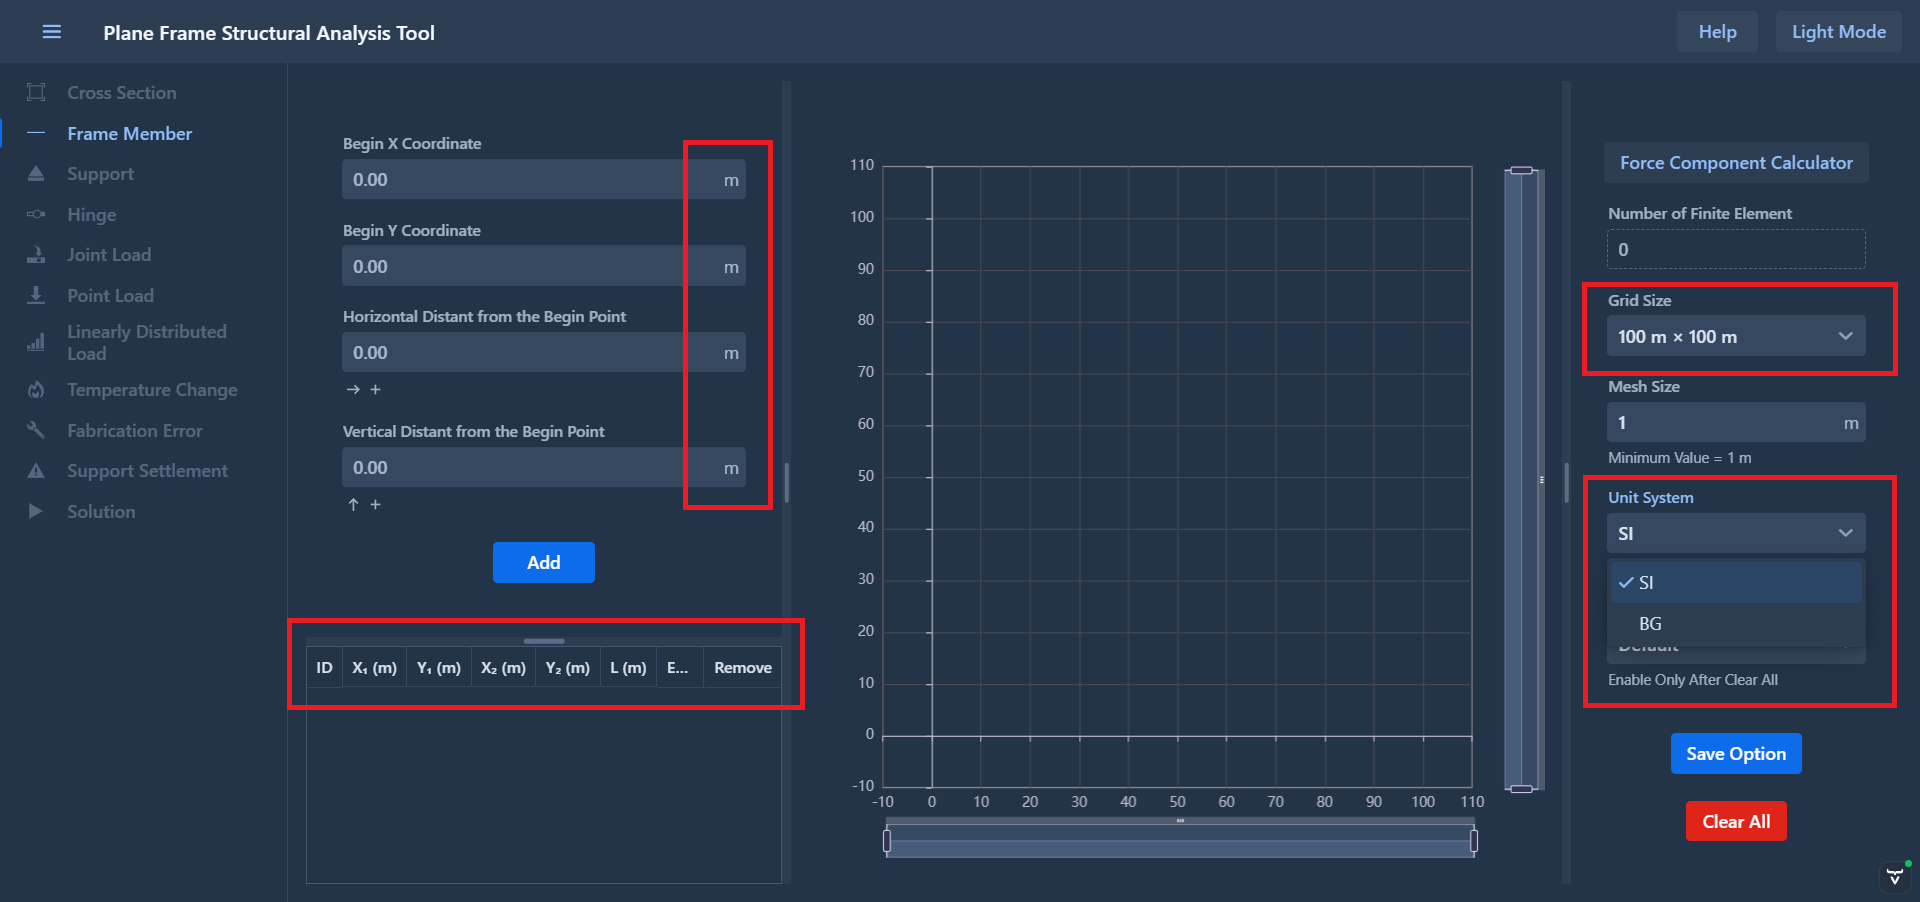 Plane Frame Structural Analysis Tool
Help
Light Mode
Cross Section
Frame Member
Support
Hinge
Joint Load
Point Load
Linearly Distributed
Load
Temperature Change
Fabrication Error
Support Settlement
Solution
Begin X Coordinate
0.00 m
Begin Y Coordinate
0.00 m
Horizontal Distant from the Begin Point
0.00 m
→ +
Vertical Distant from the Begin Point
0.00 m
↑ +
Add
ID X₁ (m) Y₁ (m) X₂ (m) Y₂ (m) L (m) E... Remove
110
100
90
80
70
60
50
40
30
20
10
0
-10
-10 0 10 20 30 40 50 60 70 80 90 100 110
Force Component Calculator
Number of Finite Element
0
Grid Size
100 m × 100 m
Mesh Size
1 m
Minimum Value = 1 m
Unit System
SI
SI
BG
Default
Enable Only After Clear All
Save Option
Clear All